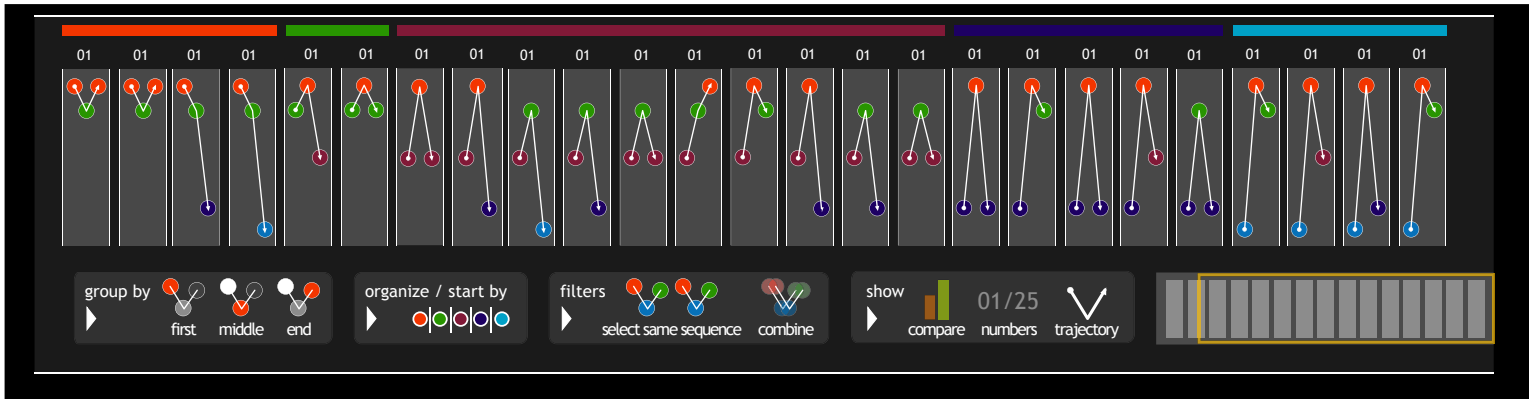 01 01 01 01 01 01 01 01 01 01 01 01 01 01 01 01 01 01 01 01 01 01 01 01 01
group by
first middle end
organize / start by
filters
select same sequence combine
show
01/25
compare numbers trajectory